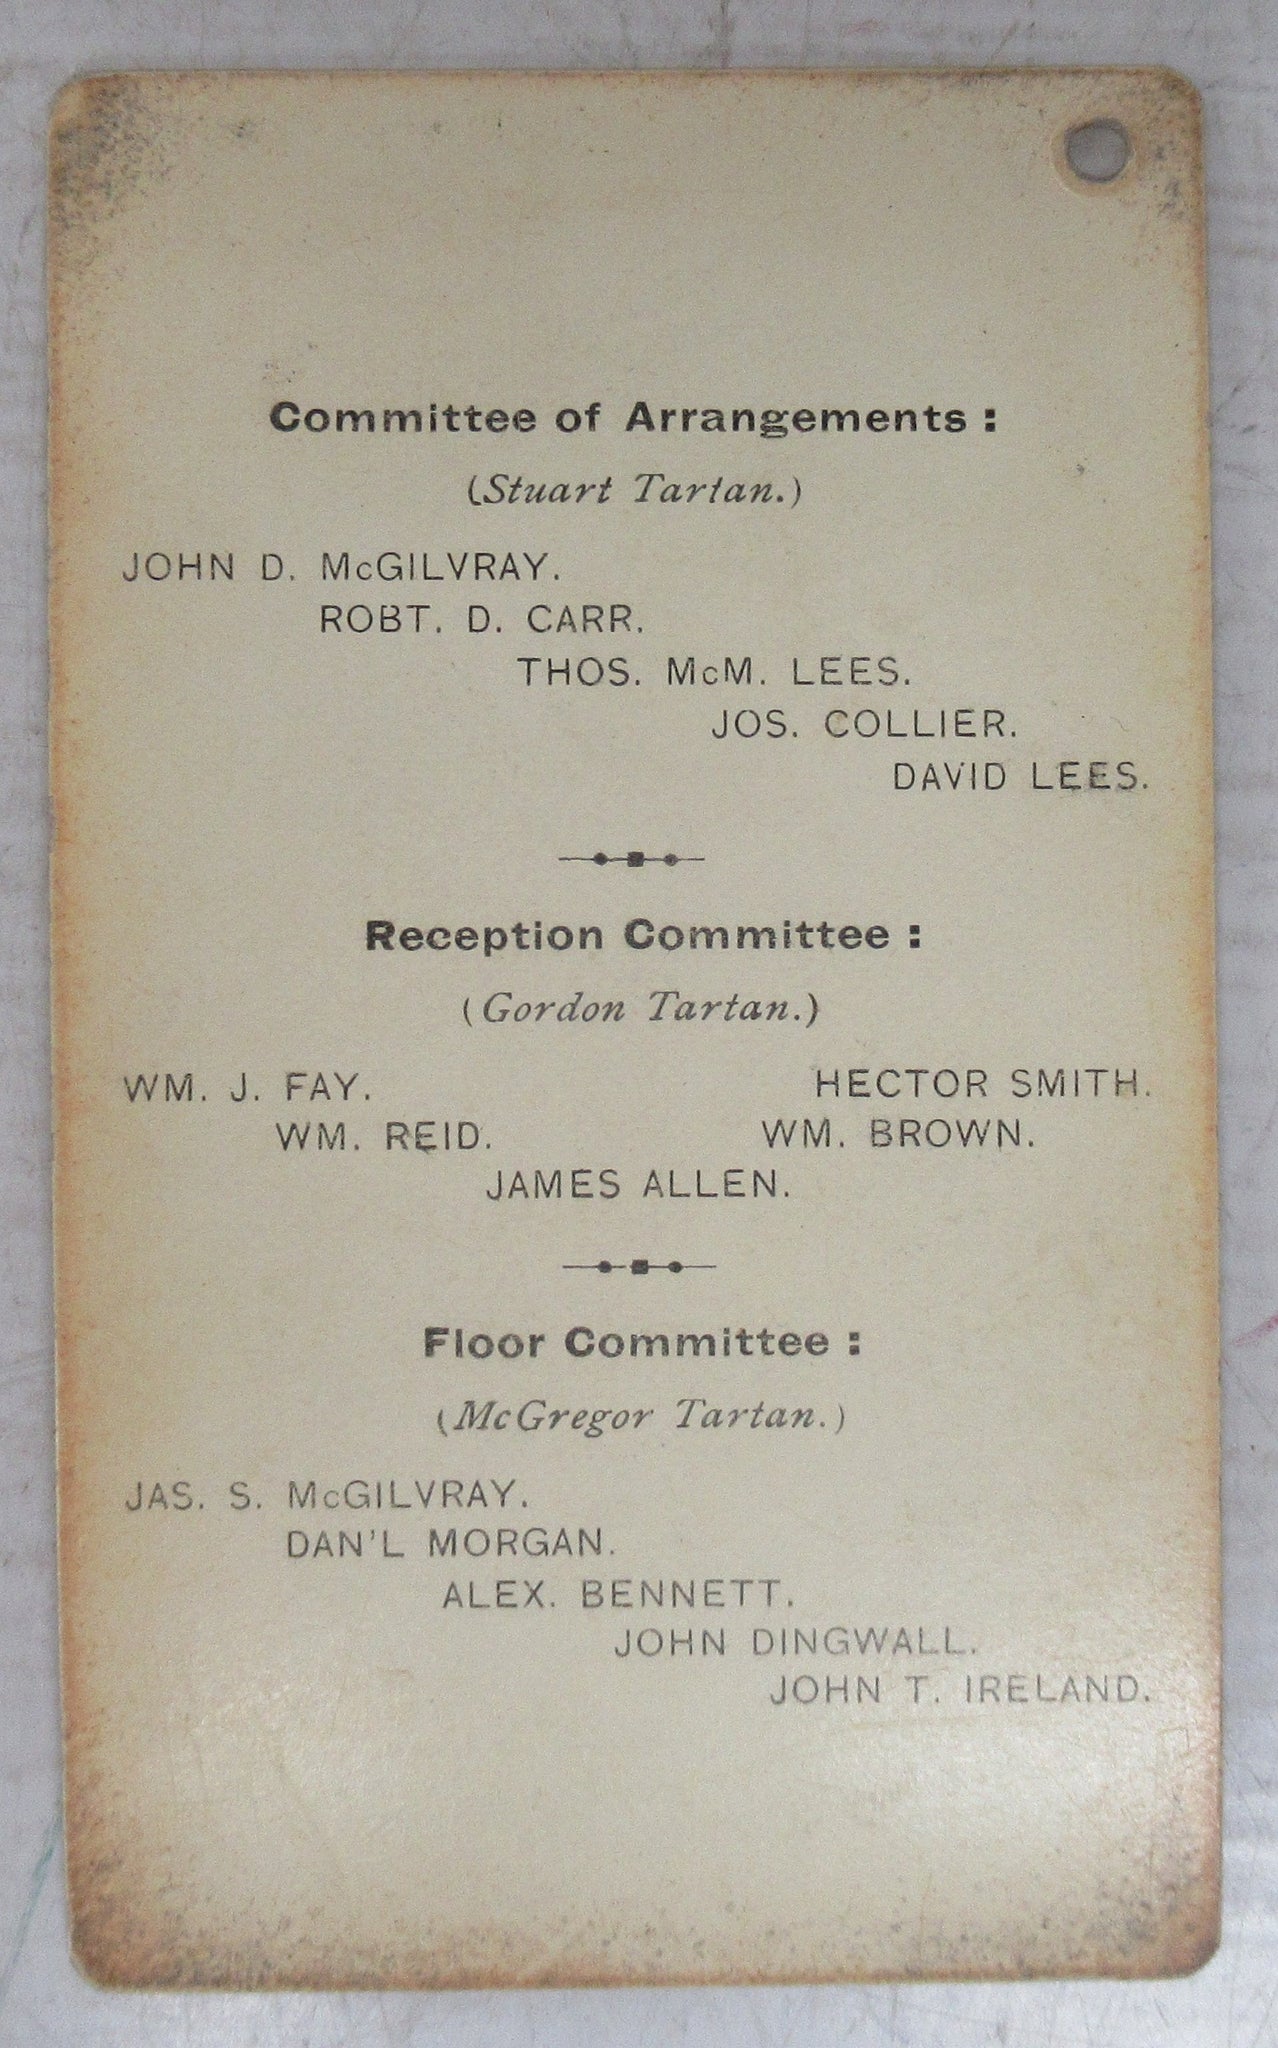 Committee of Arrangements :
(Stuart Tartan.)
JOHN D. McGILVRAY.
ROBT. D. CARR.
THOS. McM. LEES.
JOS. COLLIER.
DAVID LEES.
Reception Committee :
(Gordon Tartan.)
WM. J. FAY. HECTOR SMITH.
WM. REID. WM. BROWN.
JAMES ALLEN.
Floor Committee :
(McGregor Tartan.)
JAS. S. McGILVRAY.
DAN'L MORGAN.
ALEX. BENNETT.
JOHN DINGWALL.
JOHN T. IRELAND.